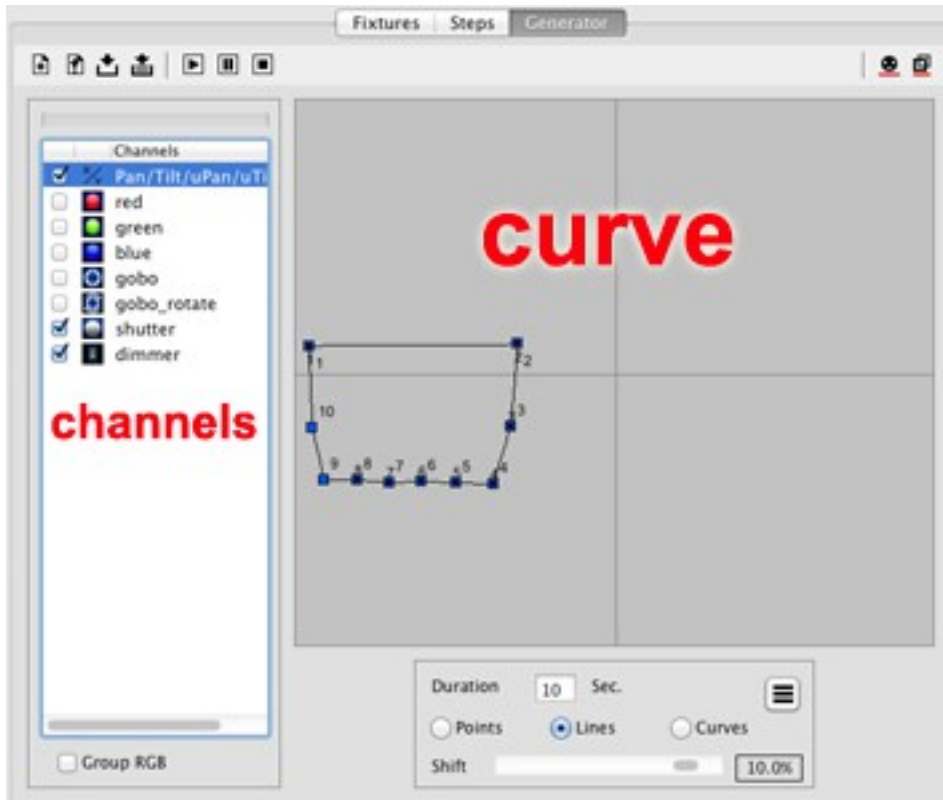 Fixtures Steps Generator
Channels
Pan/Tilt/uPan/uTi
red
green
blue
gobo
gobo_rotate
shutter
dimmer
channels
Group RGB
curve
1 2
10 3
9 8 7 6 5 4
Duration 10 Sec.
Points Lines Curves
Shift 10.0%